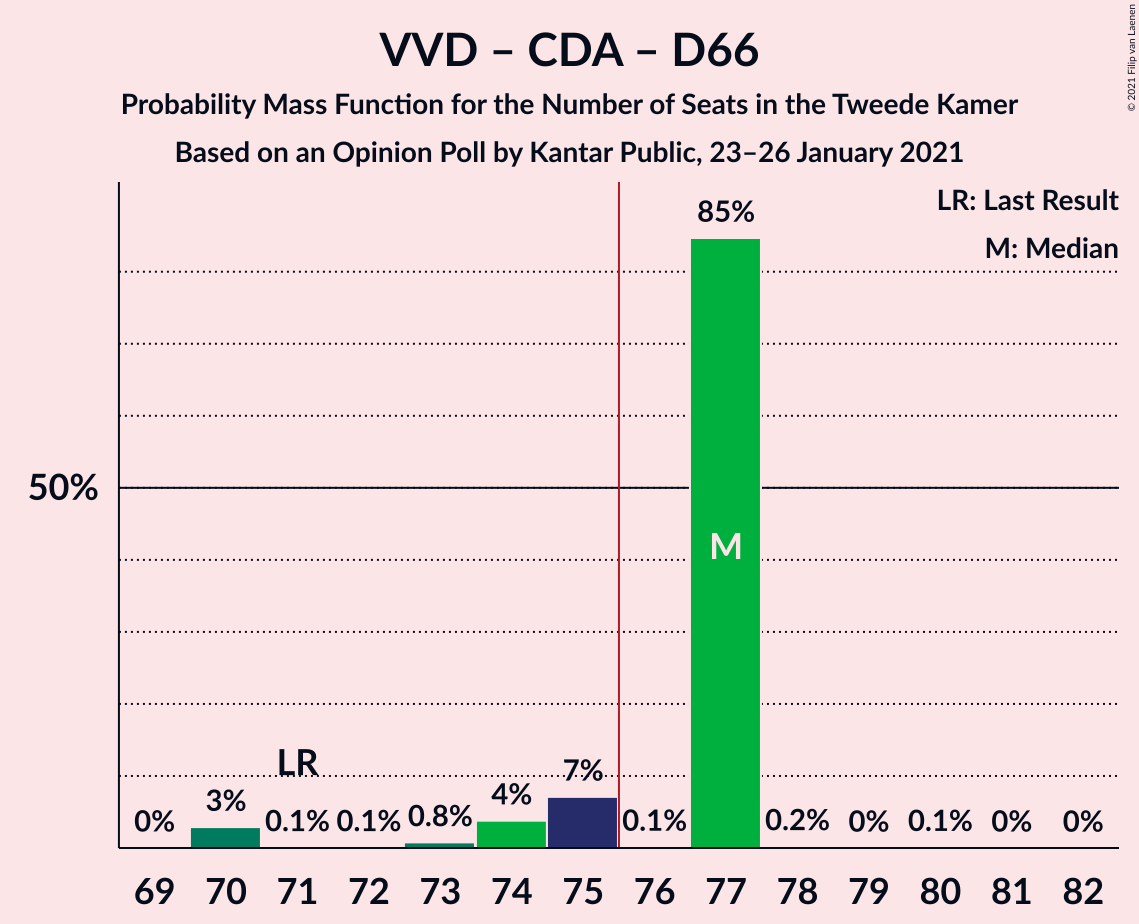 VVD – CDA – D66
Probability Mass Function for the Number of Seats in the Tweede Kamer
Based on an Opinion Poll by Kantar Public, 23–26 January 2021
© 2021 Filip van Laenen
LR: Last Result
M: Median
85%
50%
M
LR
0%
3%
0.1%
0.1%
0.8%
4%
7%
0.1%
0.2%
0%
0.1%
0%
0%
69 70 71 72 73 74 75 76 77 78 79 80 81 82